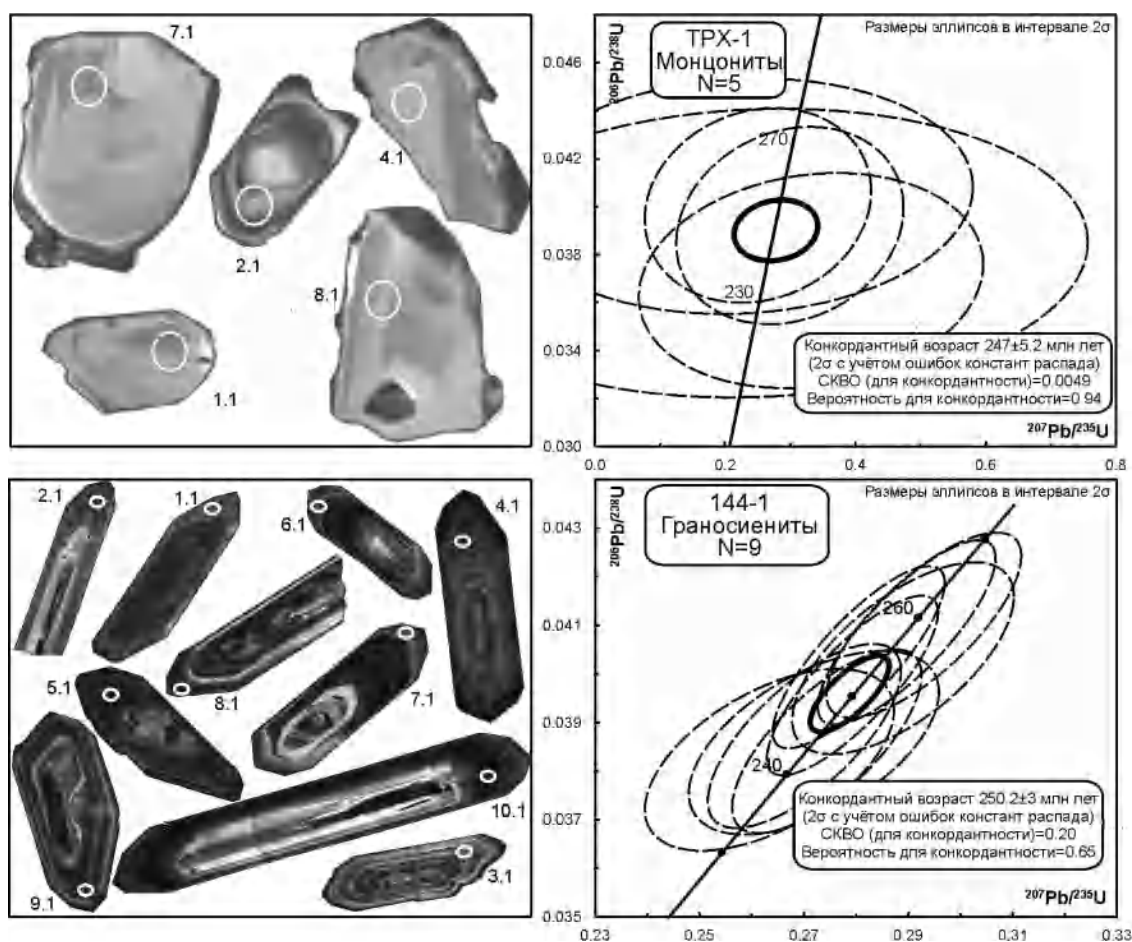 7.1
4.1
2.1
8.1
1.1
Размеры эллипсов в интервале 2σ
ТРХ-1
Монцониты
N=5
²⁰⁶Pb/²³⁸U
0.046
0.042
0.038
0.034
0.030
270
230
Конкордантный возраст 247±5.2 млн лет
(2σ с учётом ошибок констант распада)
СКВО (для конкордантности)=0.0049
Вероятность для конкордантности=0.94
²⁰⁷Pb/²³⁵U
0.0 0.2 0.4 0.6 0.8
2.1
1.1
6.1
4.1
5.1
8.1
7.1
10.1
9.1
3.1
Размеры эллипсов в интервале 2σ
144-1
Граносиениты
N=9
²⁰⁶Pb/²³⁸U
0.043
0.041
0.039
0.037
0.035
260
240
Конкордантный возраст 250.2±3 млн лет
(2σ с учётом ошибок констант распада)
СКВО (для конкордантности)=0.20
Вероятность для конкордантности=0.65
²⁰⁷Pb/²³⁵U
0.23 0.25 0.27 0.29 0.31 0.33